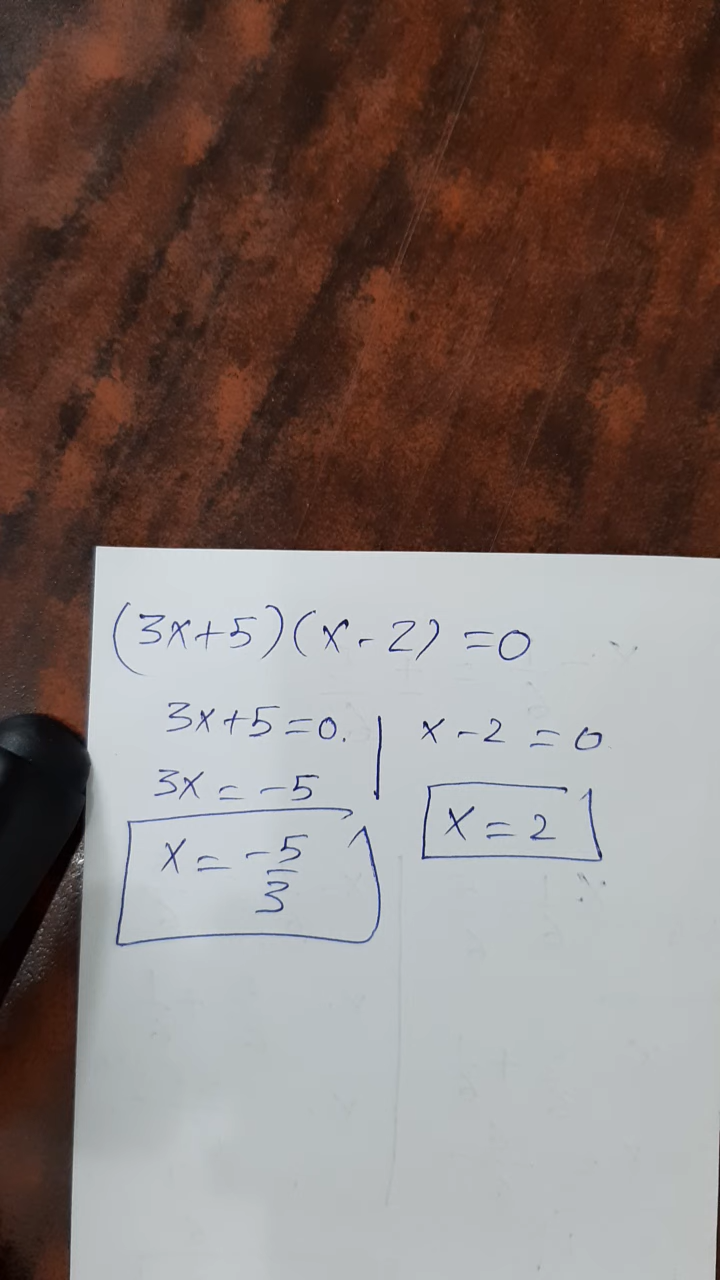 (3x+5)(x-2)=0
3x+5=0. | x-2=0
3x=-5
x=-5/3
x=2